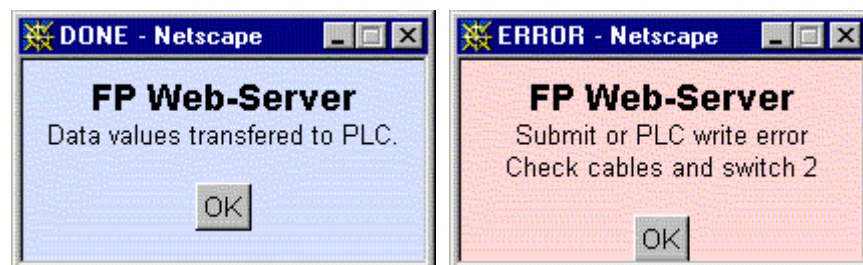 DONE - Netscape
FP Web-Server
Data values transfered to PLC.
OK
ERROR - Netscape
FP Web-Server
Submit or PLC write error
Check cables and switch 2
OK